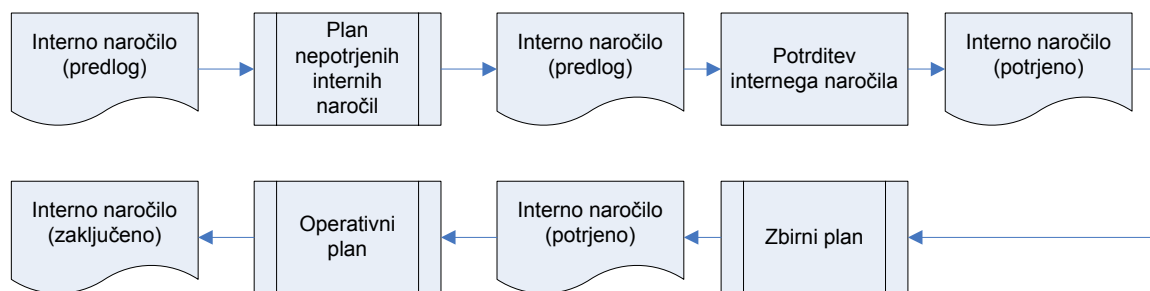 Interno naročilo
(predlog)
Plan
nepotrjenih
internih
naročil
Interno naročilo
(predlog)
Potrditev
internega naročila
Interno naročilo
(potrjeno)
Zbirni plan
Interno naročilo
(potrjeno)
Operativni
plan
Interno naročilo
(zaključeno)